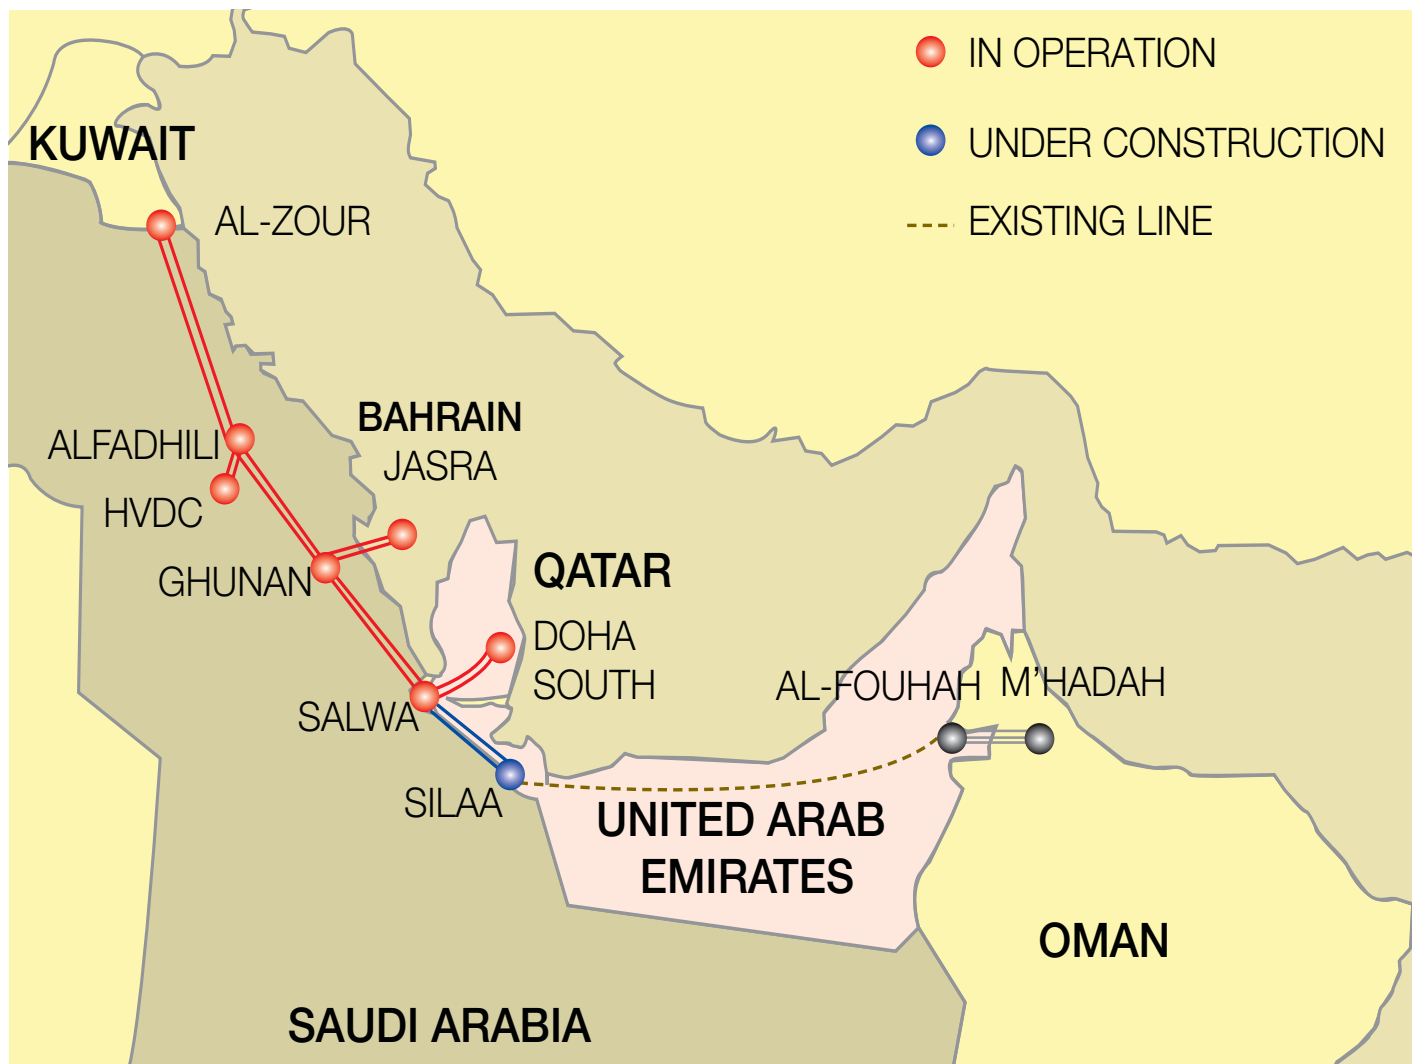 IN OPERATION
UNDER CONSTRUCTION
EXISTING LINE
KUWAIT
AL-ZOUR
BAHRAIN
JASRA
ALFADHILI
HVDC
GHUNAN
QATAR
DOHA
SOUTH
SALWA
AL-FOUHAH
M'HADAH
SILAA
UNITED ARAB
EMIRATES
OMAN
SAUDI ARABIA